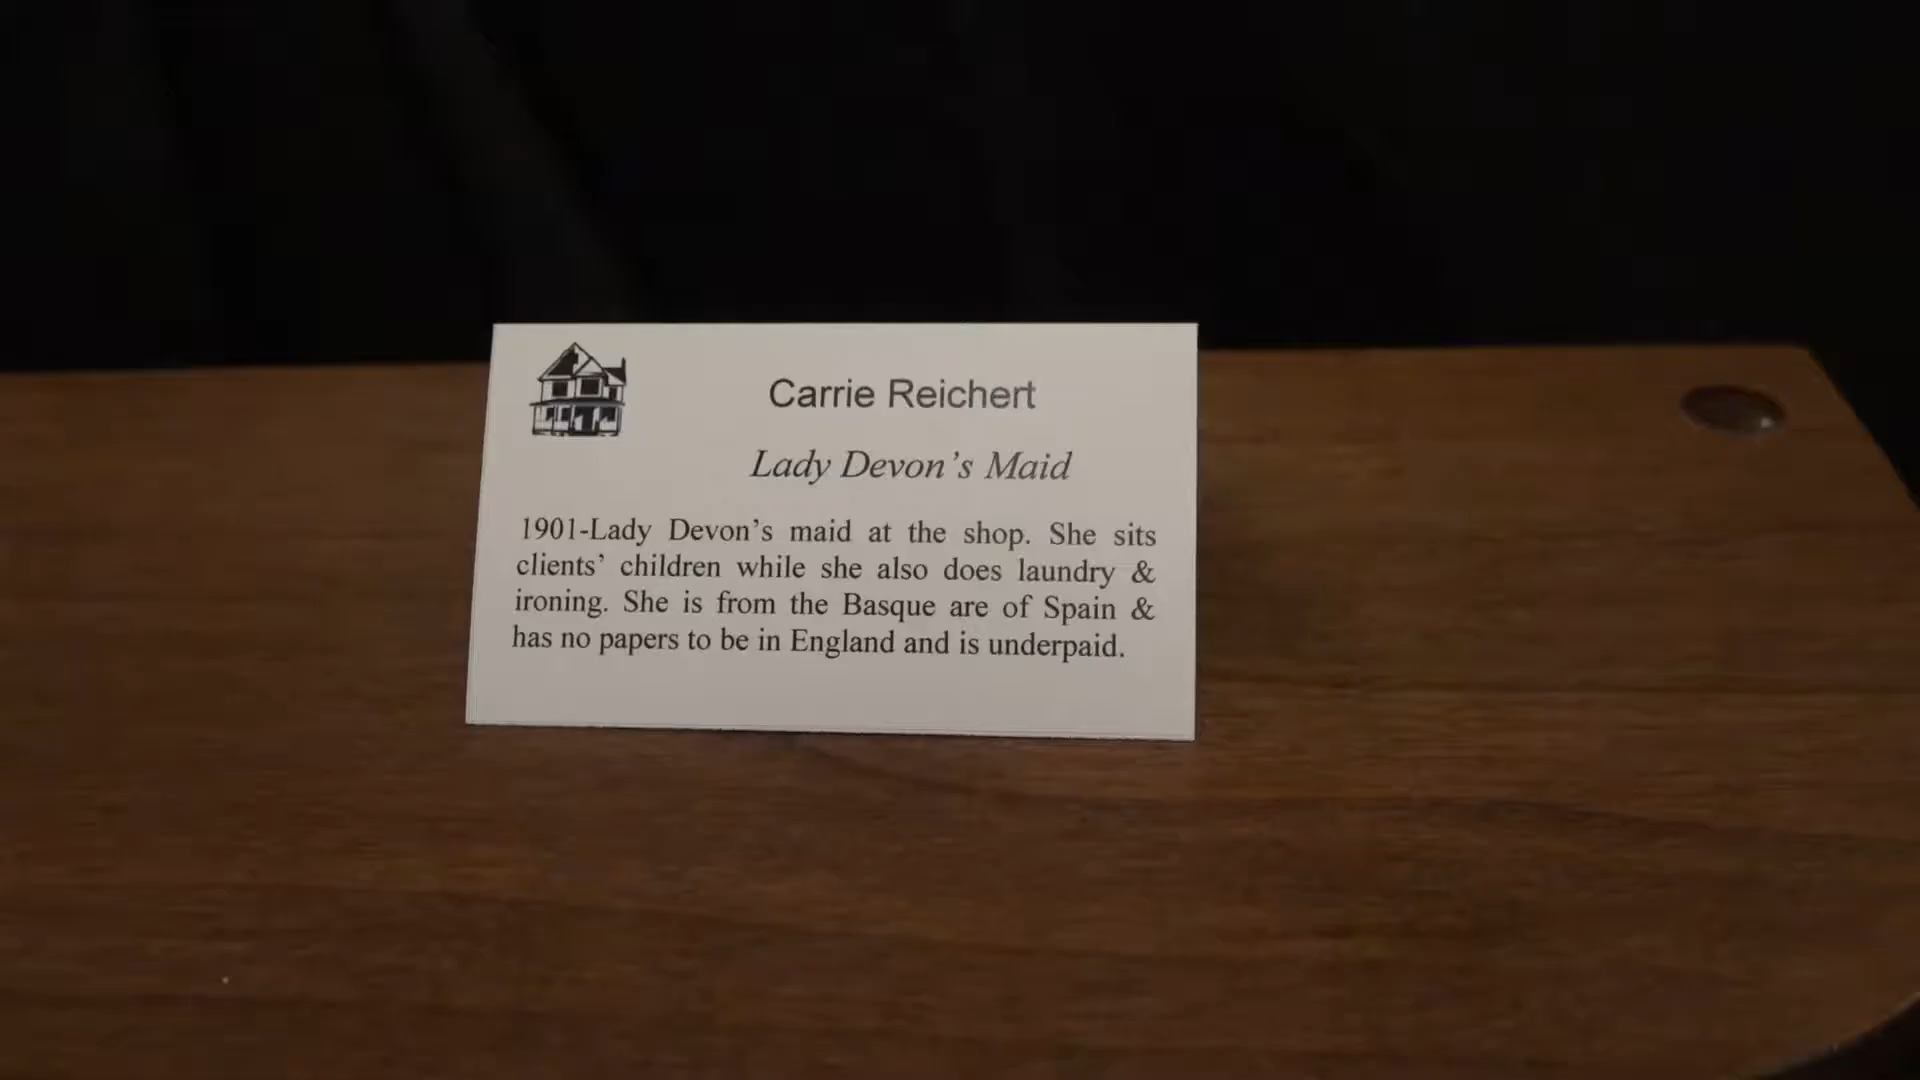 Carrie Reichert
Lady Devon's Maid
1901-Lady Devon's maid at the shop. She sits
clients' children while she also does laundry &
ironing. She is from the Basque are of Spain &
has no papers to be in England and is underpaid.